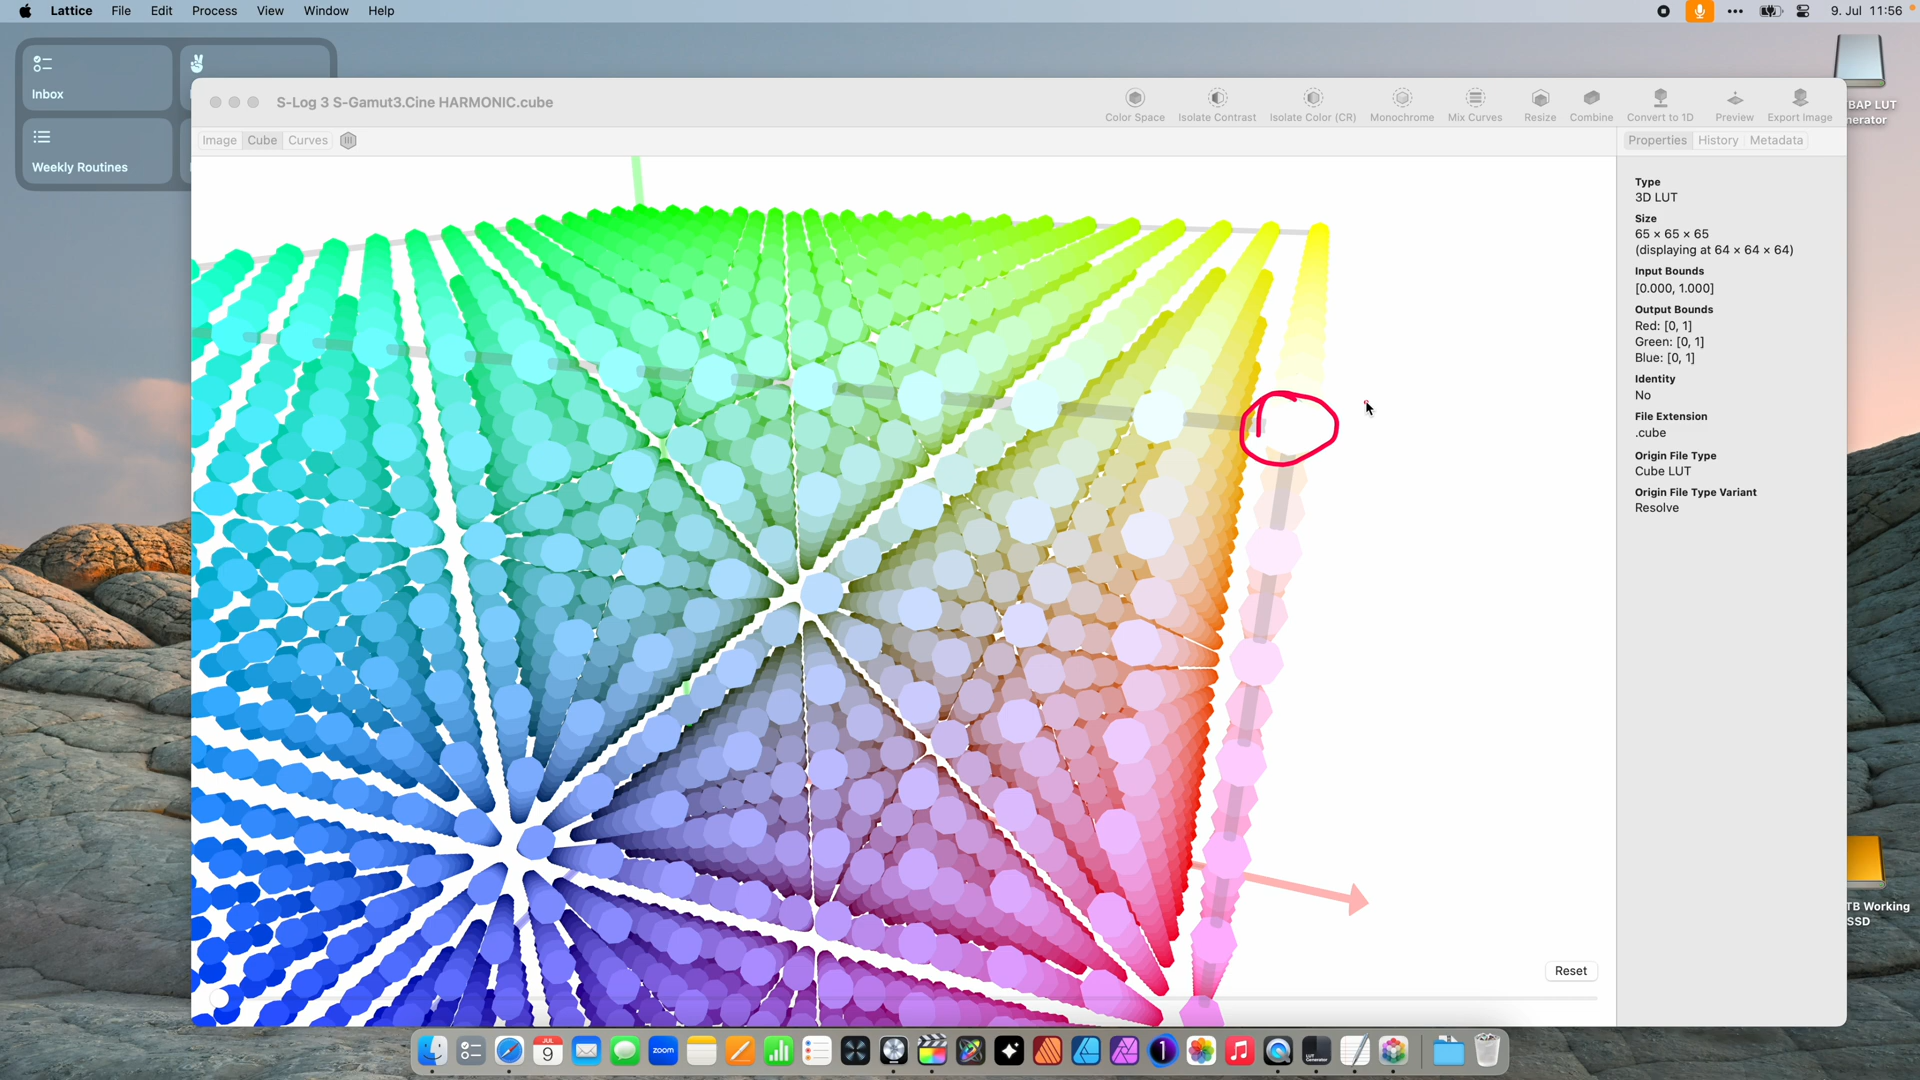 Lattice File Edit Process View Window Help
9. Jul 11:56
Inbox
Weekly Routines
S-Log 3 S-Gamut3.Cine HARMONIC.cube
Color Space Isolate Contrast Isolate Color (CR) Monochrome Mix Curves Resize Combine Convert to 1D Preview Export Image
BAP LUT
nerator
Image Cube Curves
Properties History Metadata
Type
3D LUT
Size
65 × 65 × 65
(displaying at 64 × 64 × 64)
Input Bounds
[0.000, 1.000]
Output Bounds
Red: [0, 1]
Green: [0, 1]
Blue: [0, 1]
Identity
No
File Extension
.cube
Origin File Type
Cube LUT
Origin File Type Variant
Resolve
TB Working
SSD
Reset
JUL
9
zoom
1
LUT